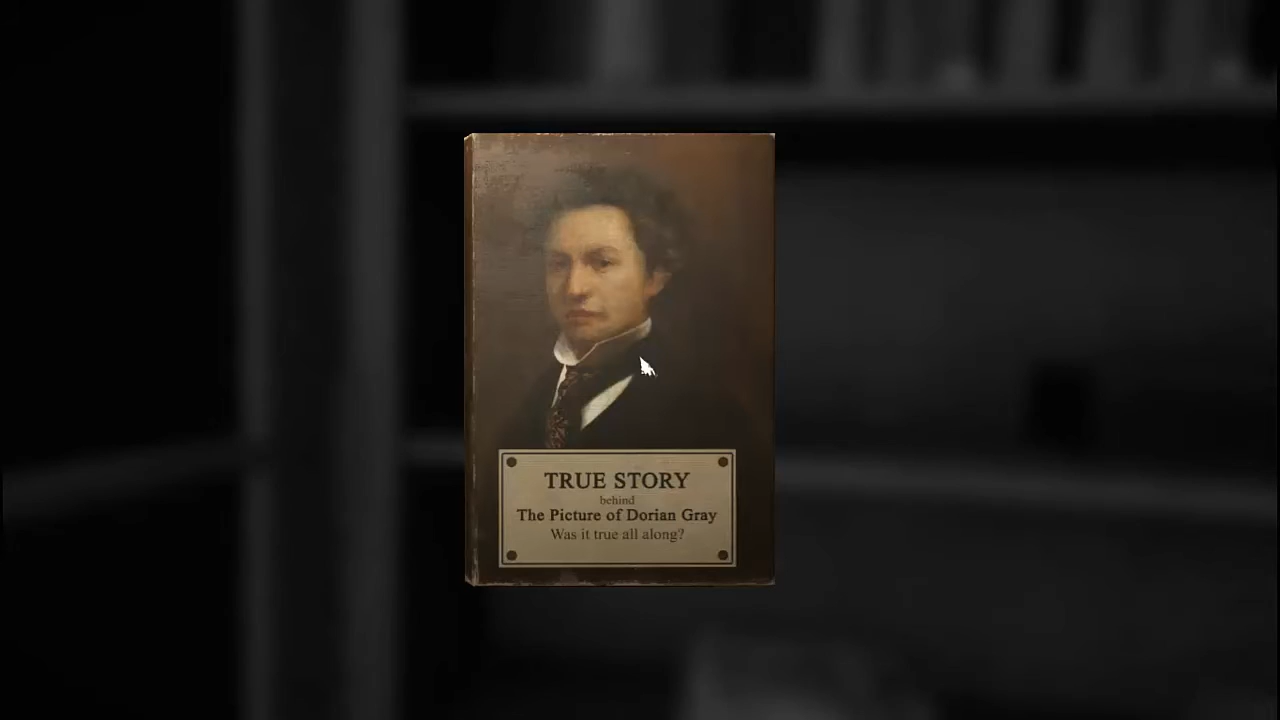 TRUE STORY
behind
The Picture of Dorian Gray
Was it true all along?